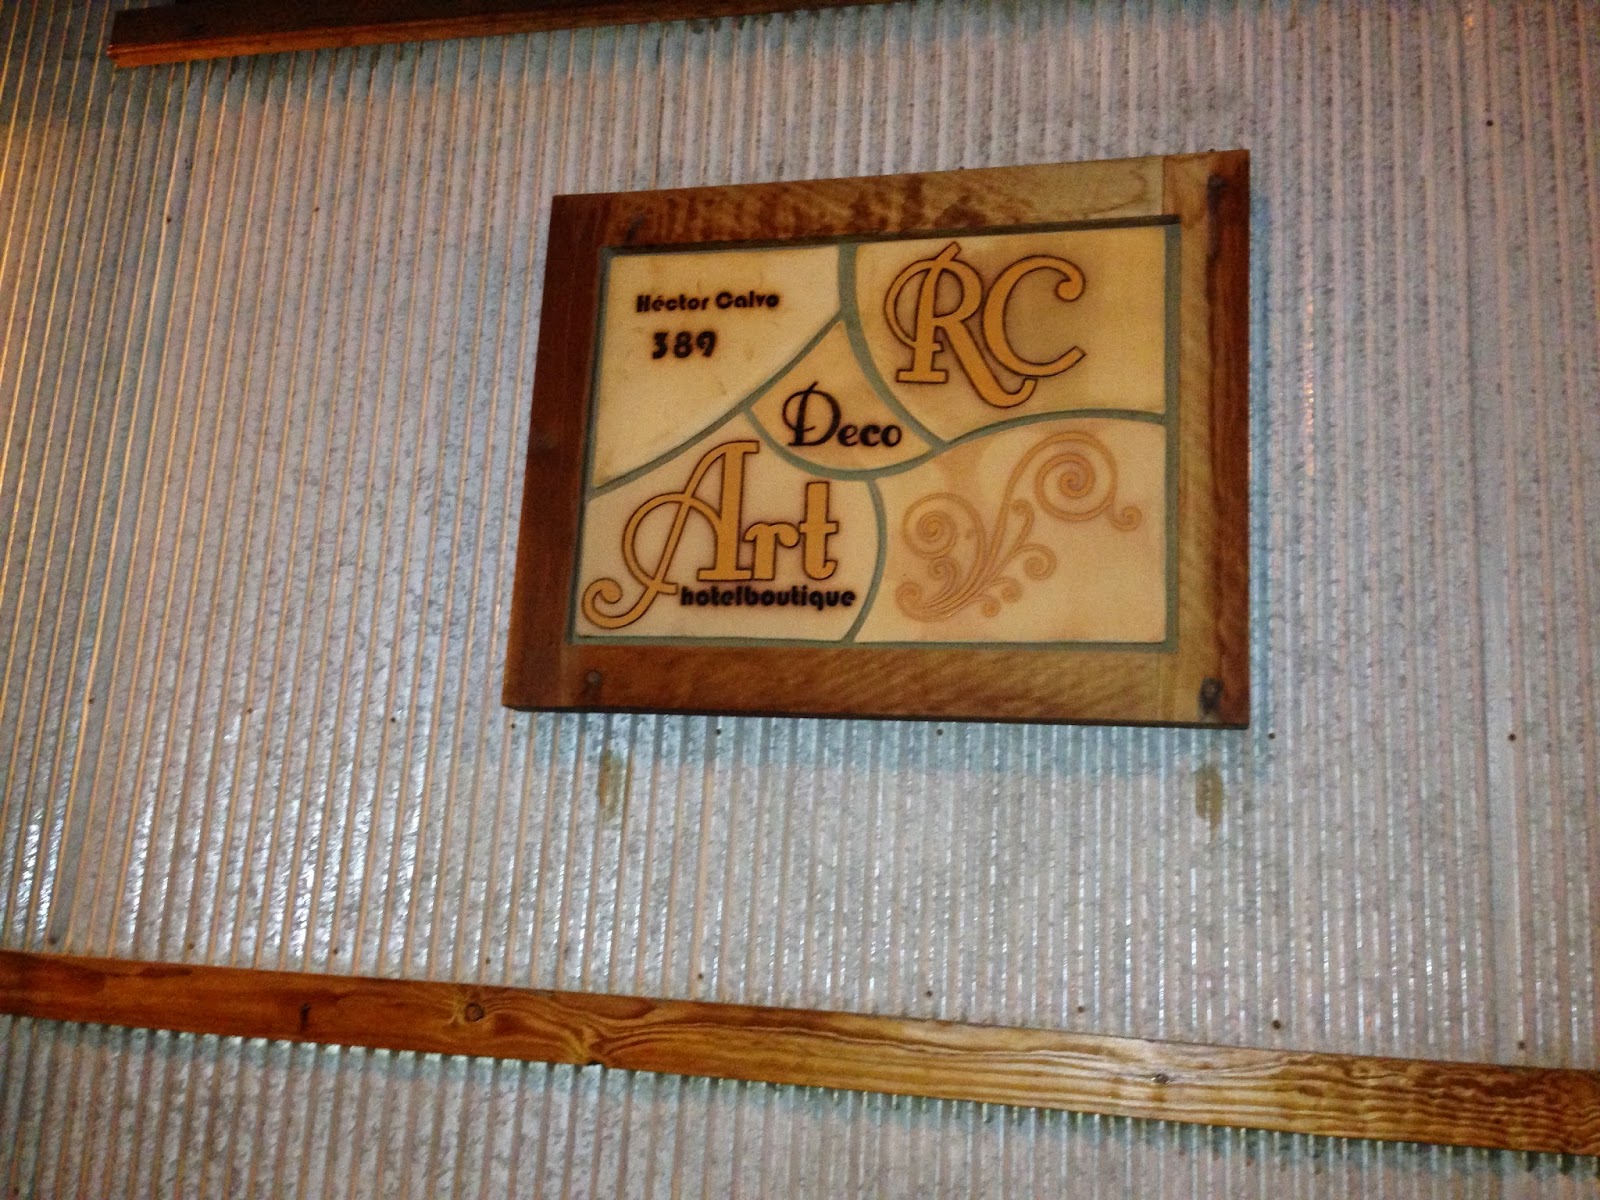 Héctor Calvo
389
RC
Deco
Art
hotelboutique